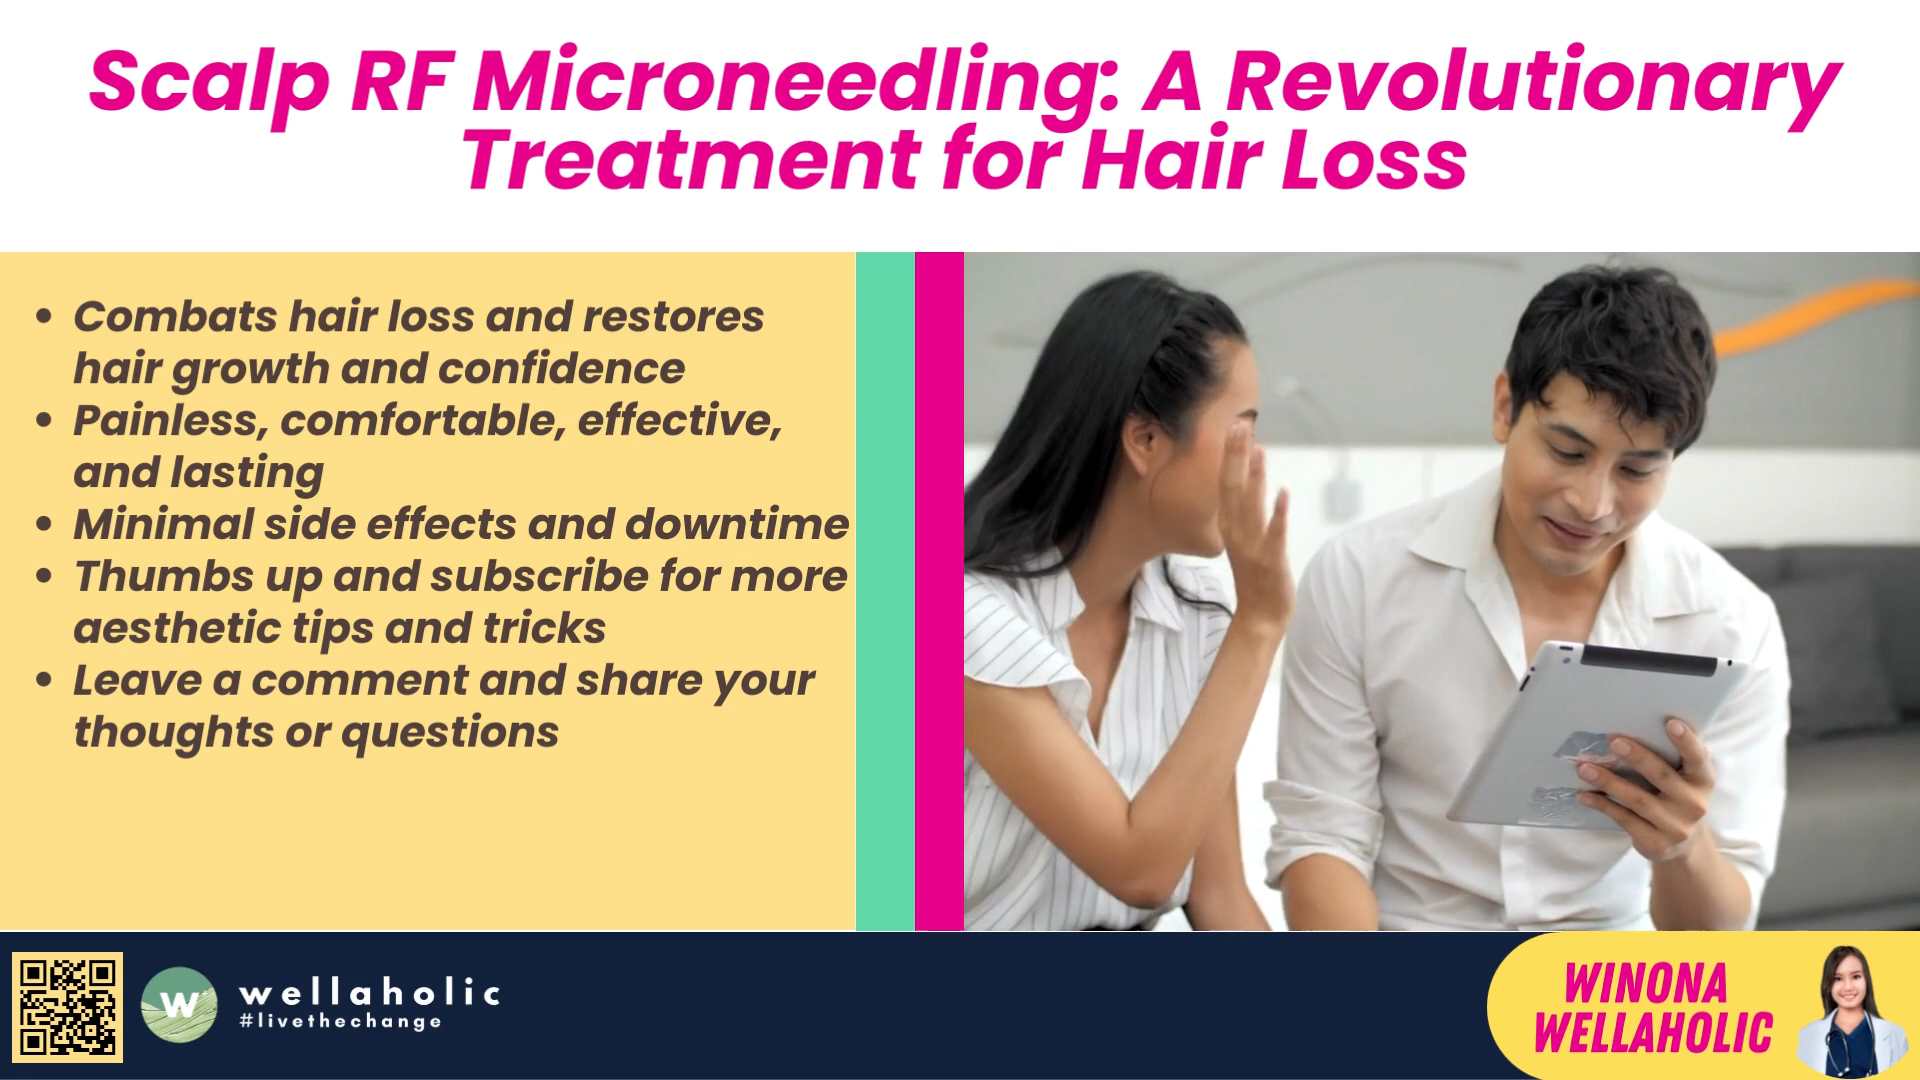 Scalp RF Microneedling: A Revolutionary
Treatment for Hair Loss
• Combats hair loss and restores
hair growth and confidence
• Painless, comfortable, effective,
and lasting
• Minimal side effects and downtime
• Thumbs up and subscribe for more
aesthetic tips and tricks
• Leave a comment and share your
thoughts or questions
W
wellaholic
#livethechange
WINONA
WELLAHOLIC